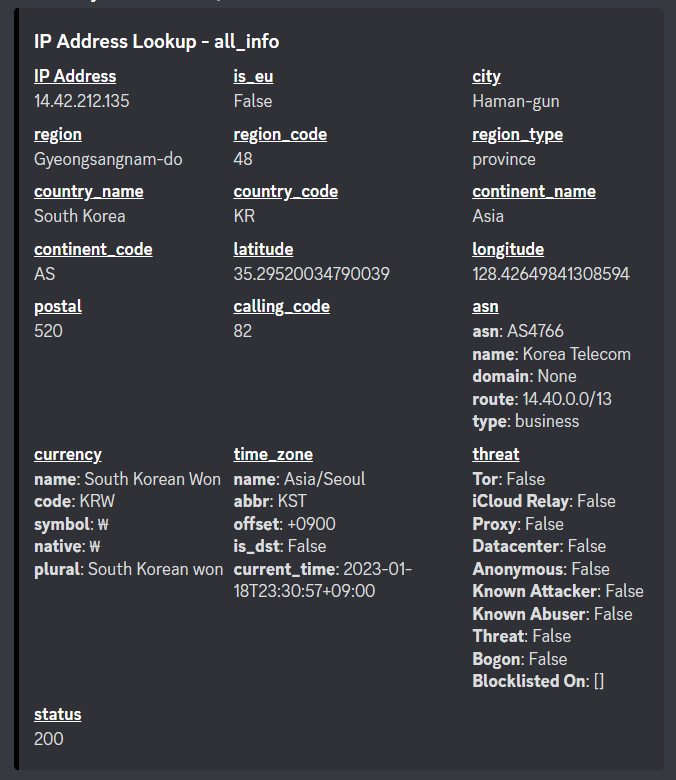 IP Address Lookup - all_info
IP Address
14.42.212.135
is_eu
False
city
Haman-gun
region
Gyeongsangnam-do
region_code
48
region_type
province
country_name
South Korea
country_code
KR
continent_name
Asia
continent_code
AS
latitude
35.29520034790039
longitude
128.42649841308594
postal
520
calling_code
82
asn
asn: AS4766
name: Korea Telecom
domain: None
route: 14.40.0.0/13
type: business
currency
name: South Korean Won
code: KRW
symbol: ₩
native: ₩
plural: South Korean won
time_zone
name: Asia/Seoul
abbr: KST
offset: +0900
is_dst: False
current_time: 2023-01-
18T23:30:57+09:00
threat
Tor: False
iCloud Relay: False
Proxy: False
Datacenter: False
Anonymous: False
Known Attacker: False
Known Abuser: False
Threat: False
Bogon: False
Blocklisted On: []
status
200